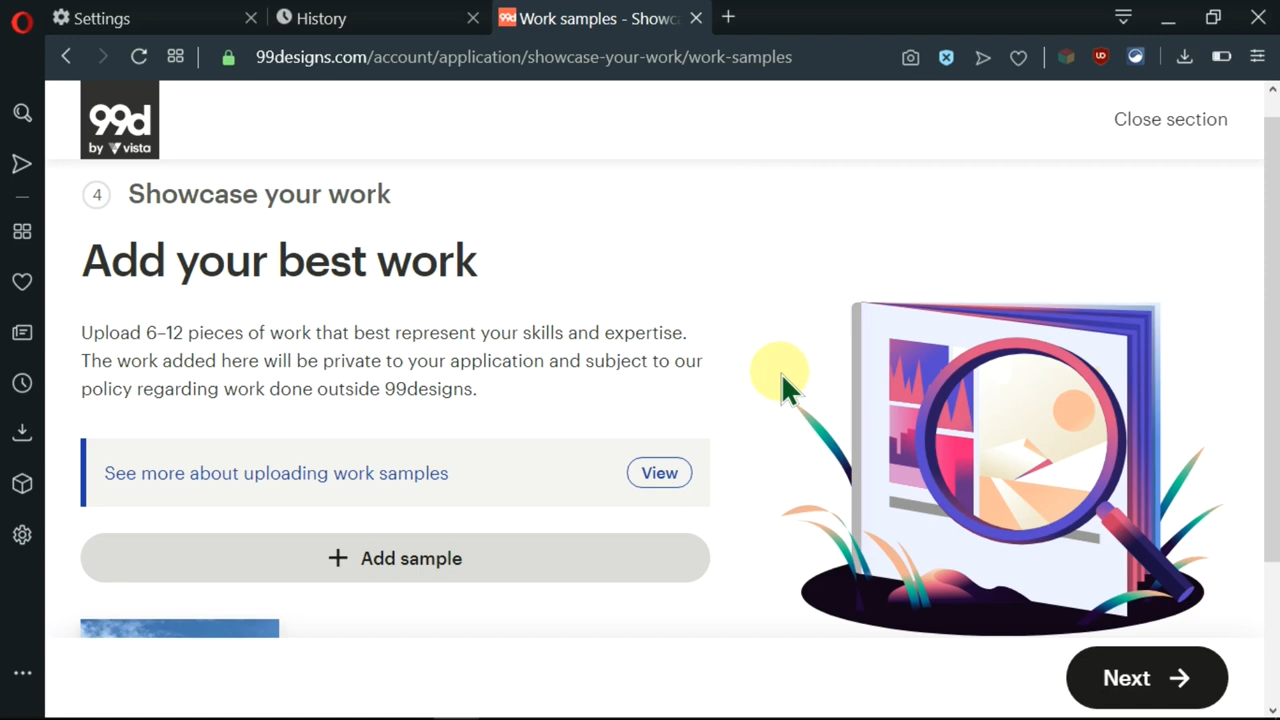 Settings
History
99d Work samples - Showc
99designs.com/account/application/showcase-your-work/work-samples
99d
by vista
Close section
4 Showcase your work
Add your best work
Upload 6–12 pieces of work that best represent your skills and expertise.
The work added here will be private to your application and subject to our
policy regarding work done outside 99designs.
See more about uploading work samples
View
+ Add sample
Next →